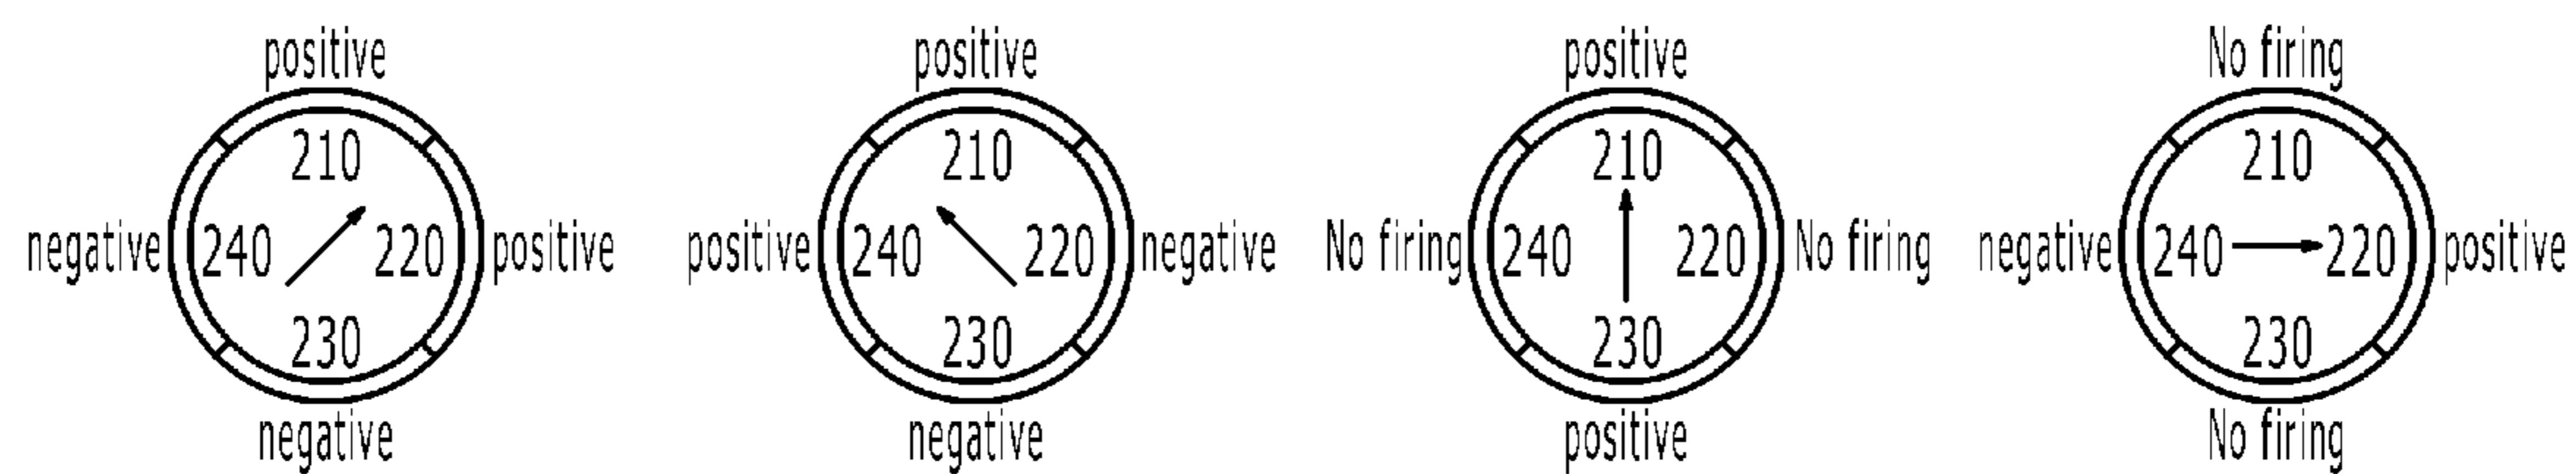 positive
210
negative 240 220 positive
230
negative
positive
210
positive 240 220 negative
230
negative
positive
210
No firing 240 220 No firing
230
positive
No firing
210
negative 240 220 positive
230
No firing